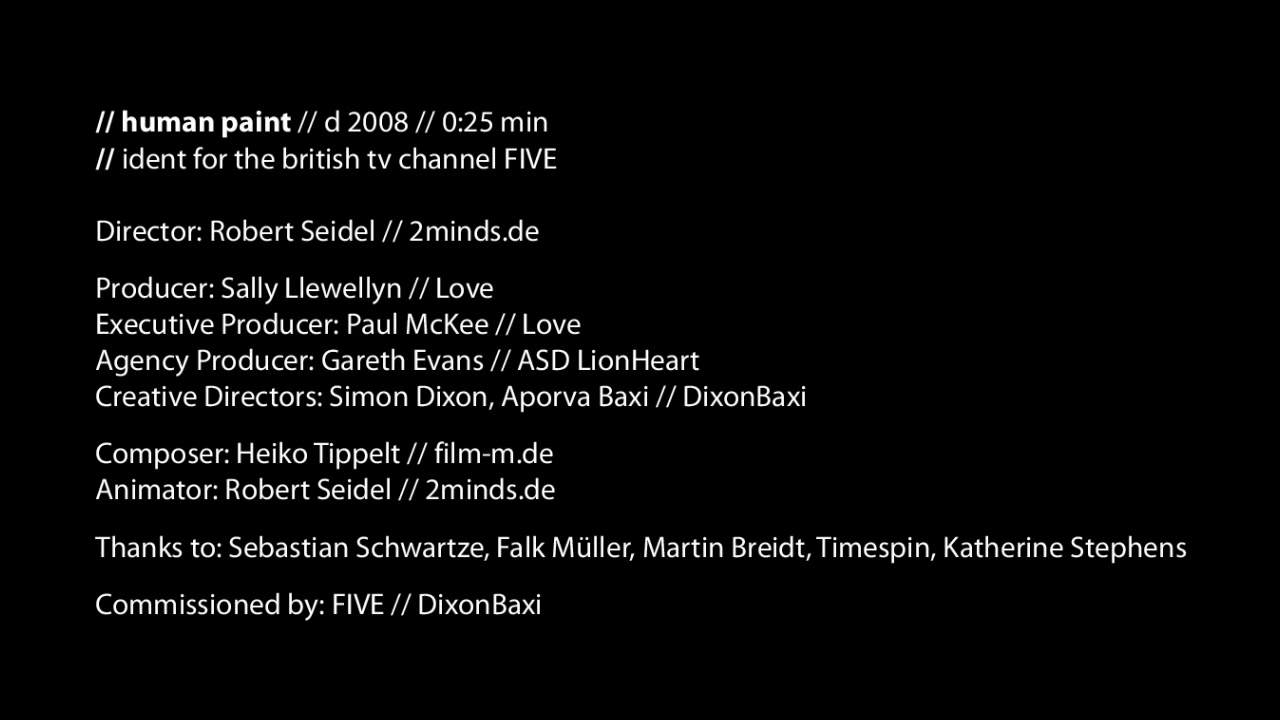 // human paint // d 2008 // 0:25 min
// ident for the british tv channel FIVE
Director: Robert Seidel // 2minds.de
Producer: Sally Llewellyn // Love
Executive Producer: Paul McKee // Love
Agency Producer: Gareth Evans // ASD LionHeart
Creative Directors: Simon Dixon, Aporva Baxi // DixonBaxi
Composer: Heiko Tippelt // film-m.de
Animator: Robert Seidel // 2minds.de
Thanks to: Sebastian Schwartze, Falk Müller, Martin Breidt, Timespin, Katherine Stephens
Commissioned by: FIVE // DixonBaxi